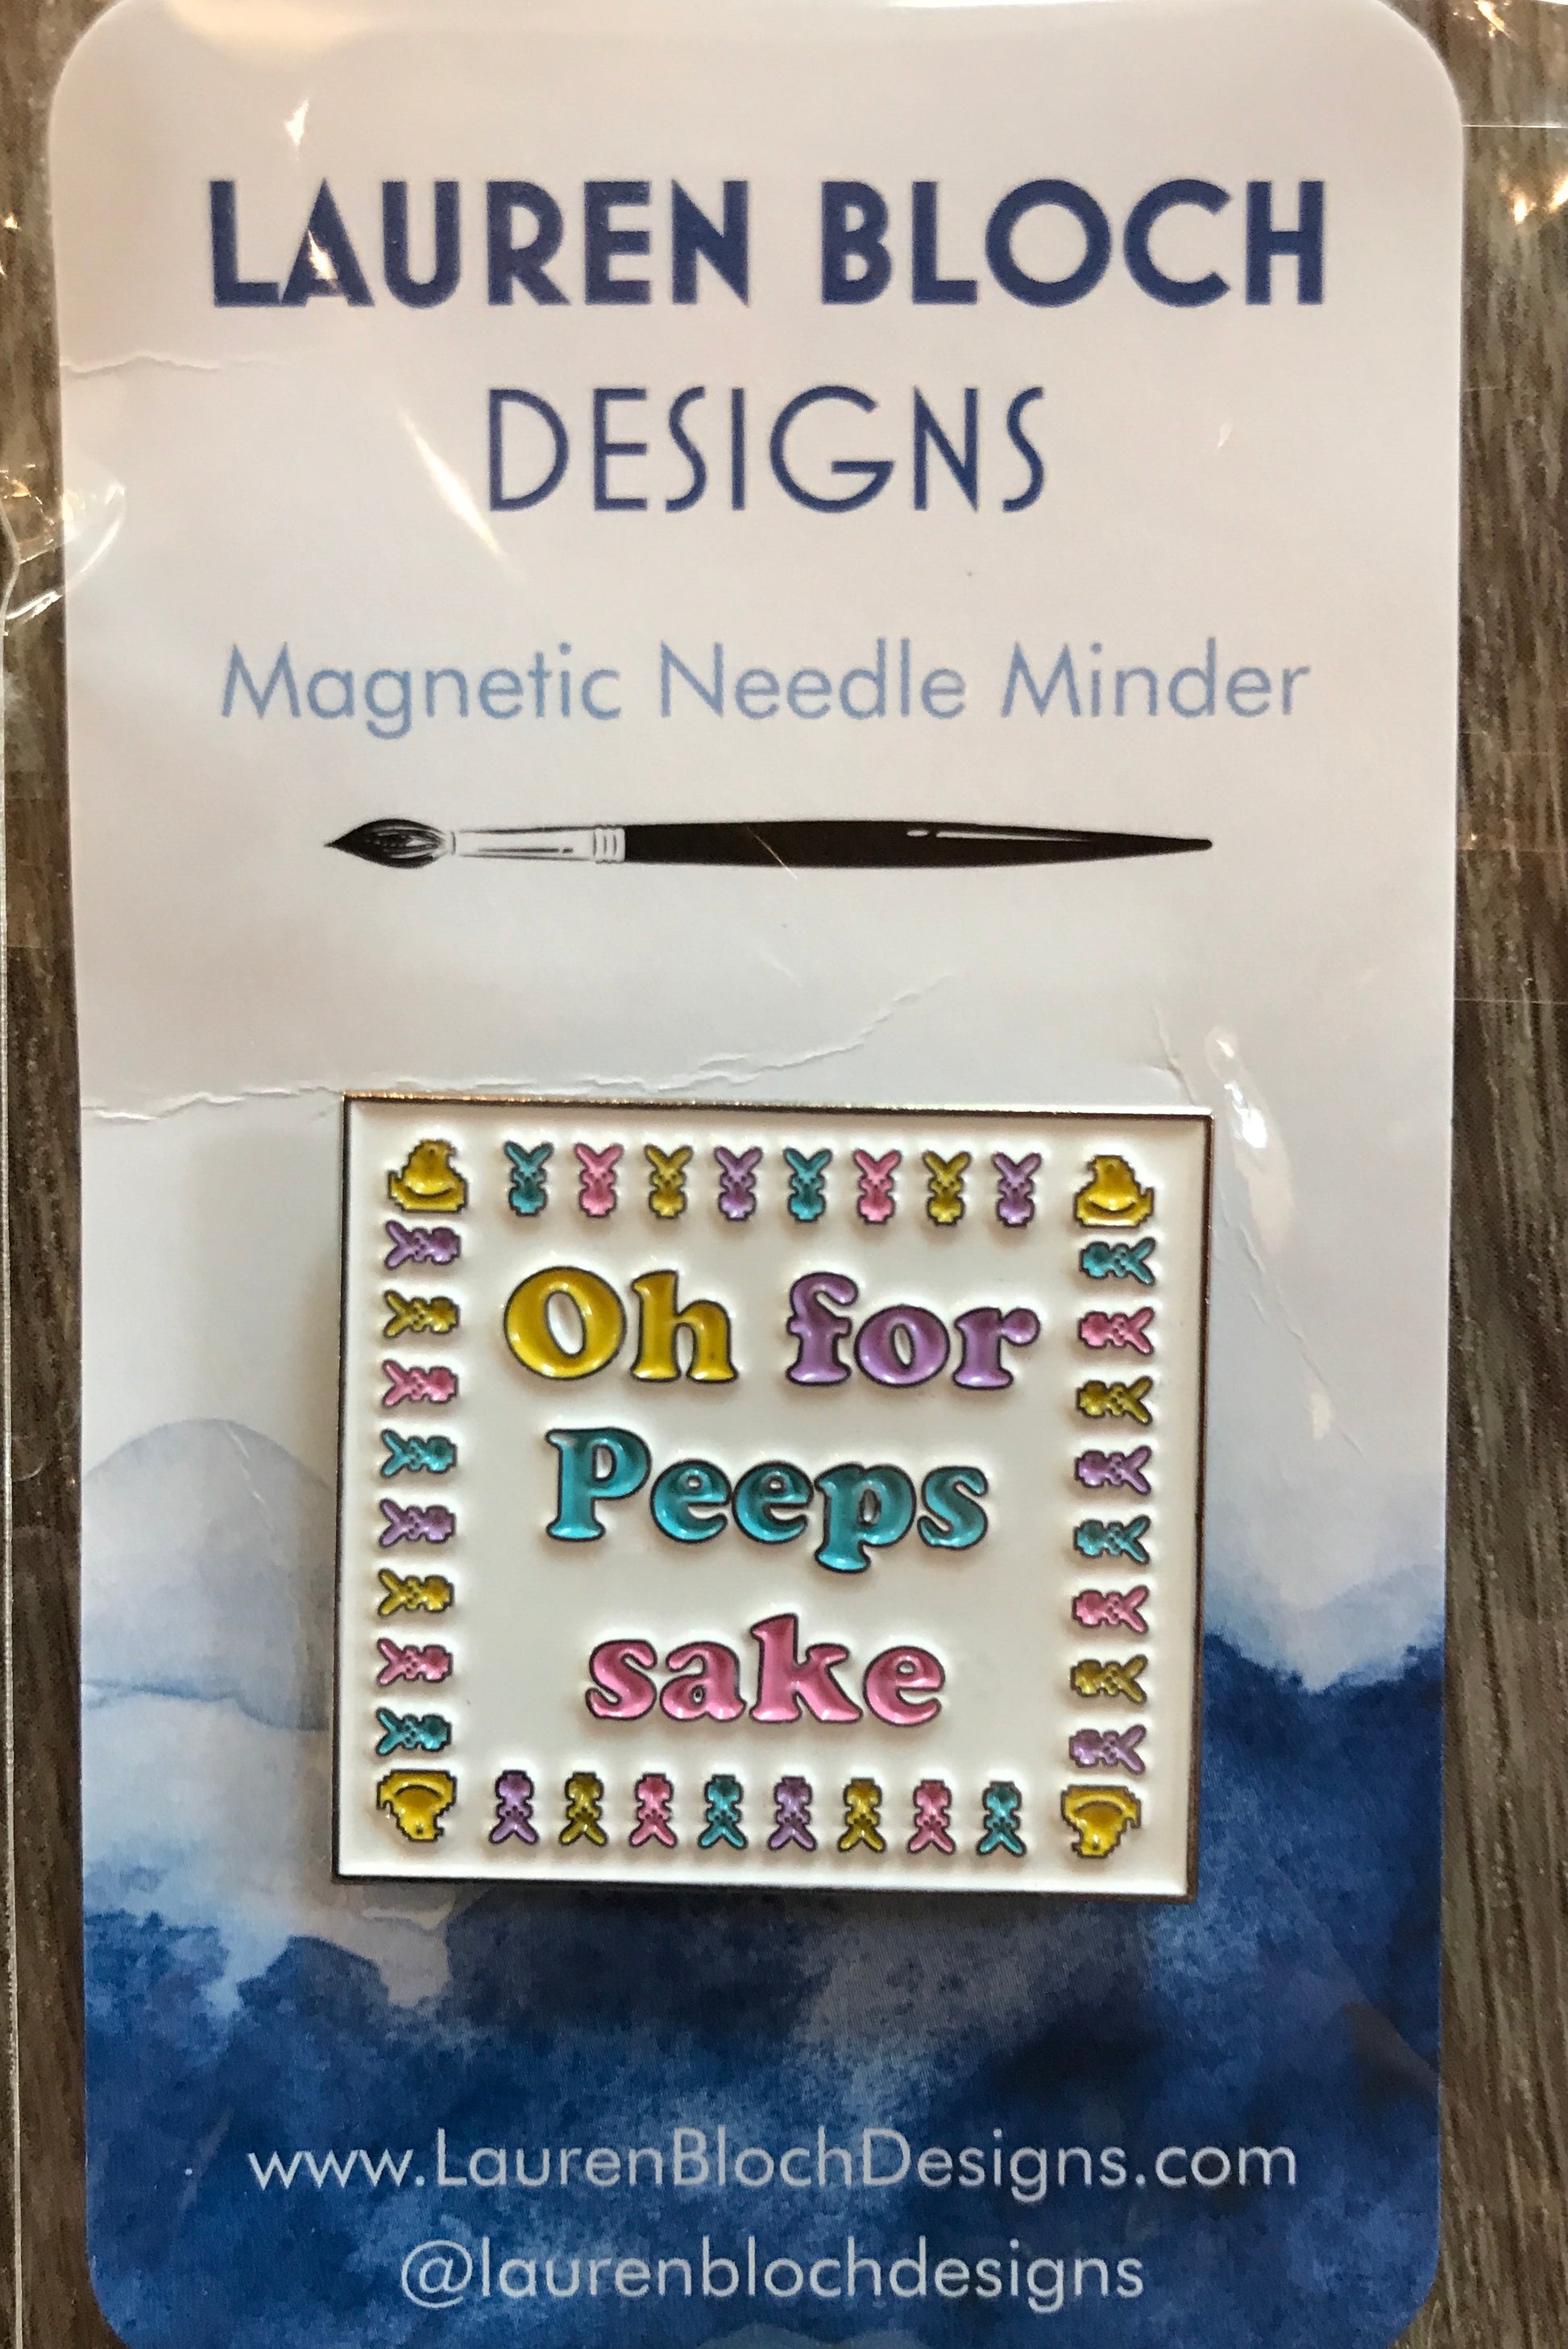 LAUREN BLOCH
DESIGNS
Magnetic Needle Minder
Oh for
Peeps
sake
www.LaurenBlochDesigns.com
@laurenblochdesigns